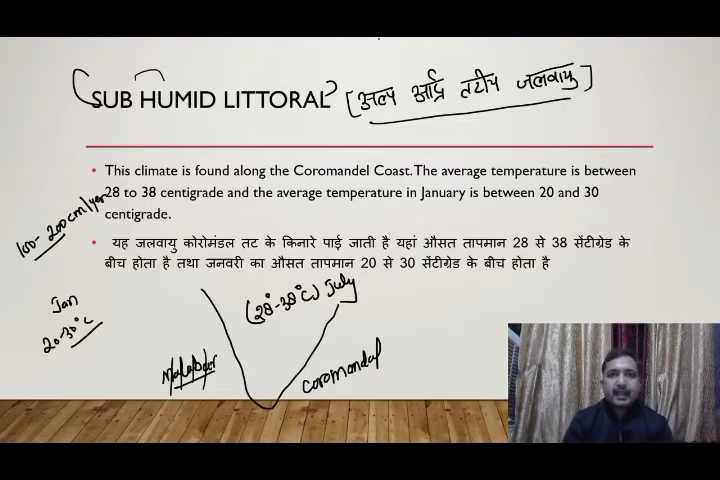 SUB HUMID LITTORAL [अल्प आर्द्र तटीय जलवायु]
• This climate is found along the Coromandel Coast. The average temperature is between
28 to 38 centigrade and the average temperature in January is between 20 and 30
centigrade.
100-200cm/year
• यह जलवायु कोरोमंडल तट के किनारे पाई जाती है यहां औसत तापमान 28 से 38 सेंटीग्रेड के
बीच होता है तथा जनवरी का औसत तापमान 20 से 30 सेंटीग्रेड के बीच होता है
Jan
20-30°C
(28°-38°C) July
Malabar
Coromandal